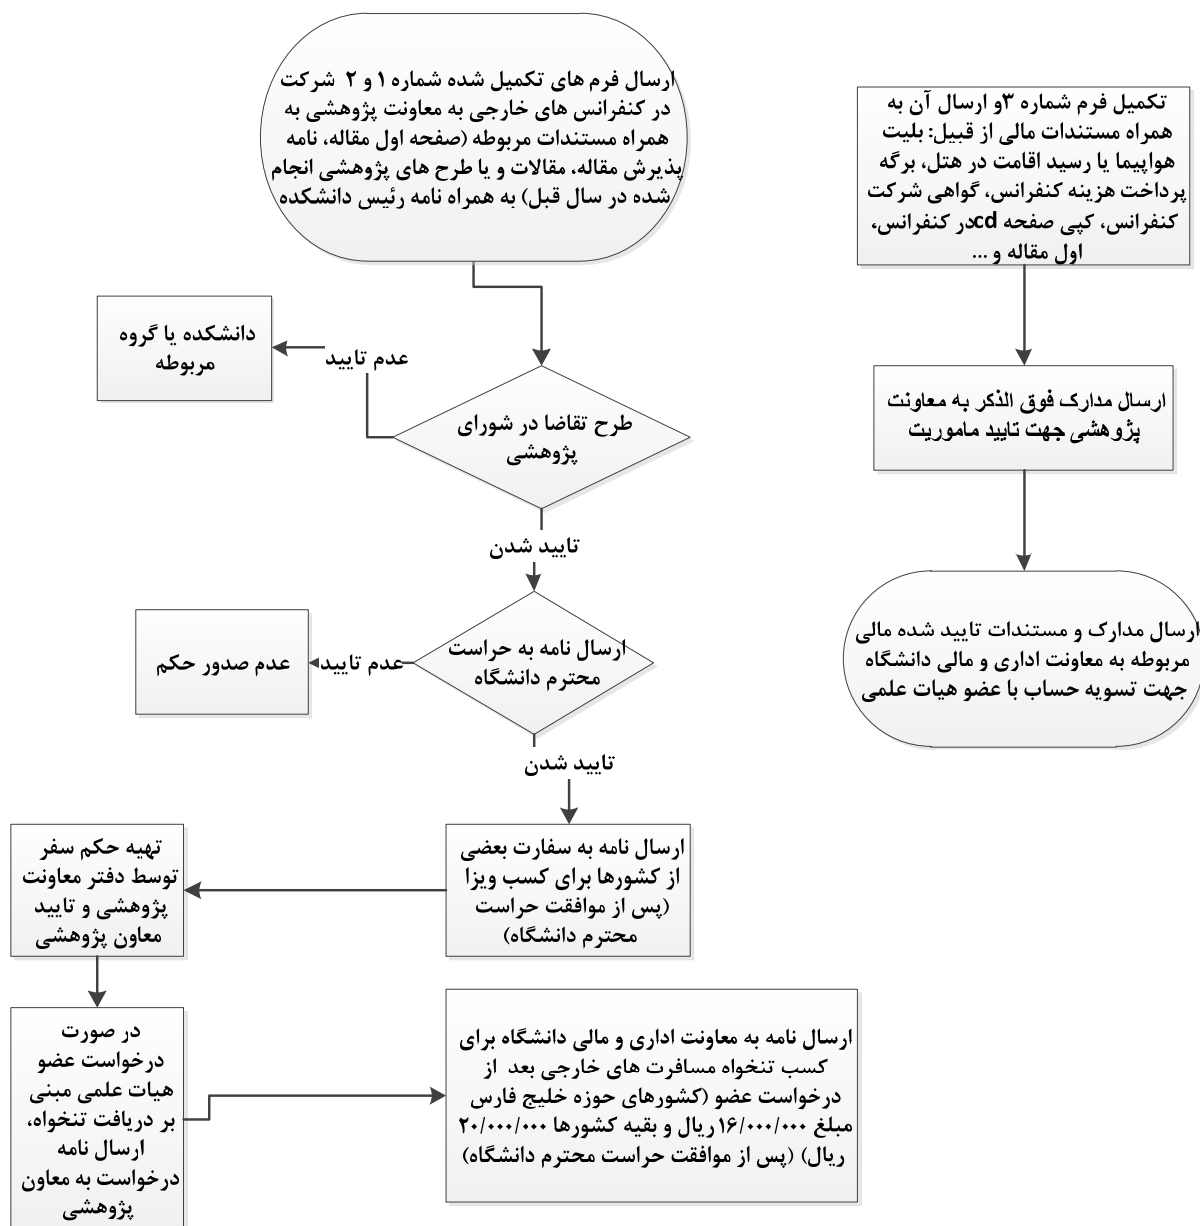 ارسال فرم های تکمیل شده شماره ۱ و ۲ شرکت
در کنفرانس های خارجی به معاونت پژوهشی به
همراه مستندات مربوطه (صفحه اول مقاله، نامه
پذیرش مقاله، مقالات و یا طرح های پژوهشی انجام
شده در سال قبل) به همراه نامه رئیس دانشکده
دانشکده یا گروه
مربوطه
عدم تایید
طرح تقاضا در شورای
پژوهشی
تایید شدن
ارسال نامه به حراست
محترم دانشگاه
عدم تایید
عدم صدور حکم
تایید شدن
ارسال نامه به سفارت بعضی
از کشورها برای کسب ویزا
(پس از موافقت حراست
محترم دانشگاه)
تهیه حکم سفر
توسط دفتر معاونت
پژوهشی و تایید
معاون پژوهشی
در صورت
درخواست عضو
هیات علمی مبنی
بر دریافت تنخواه،
ارسال نامه
درخواست به معاون
پژوهشی
ارسال نامه به معاونت اداری و مالی دانشگاه برای
کسب تنخواه مسافرت های خارجی بعد از
درخواست عضو (کشورهای حوزه خلیج فارس
مبلغ ۱۶/۰۰۰/۰۰۰ ریال و بقیه کشورها ۲۰/۰۰۰/۰۰۰
ریال) (پس از موافقت حراست محترم دانشگاه)
تکمیل فرم شماره ۳و ارسال آن به
همراه مستندات مالی از قبیل: بلیت
هواپیما یا رسید اقامت در هتل، برگه
پرداخت هزینه کنفرانس، گواهی شرکت
در کنفرانس، cd کنفرانس، کپی صفحه
اول مقاله و ...
ارسال مدارک فوق الذکر به معاونت
پژوهشی جهت تایید ماموریت
ارسال مدارک و مستندات تایید شده مالی
مربوطه به معاونت اداری و مالی دانشگاه
جهت تسویه حساب با عضو هیات علمی